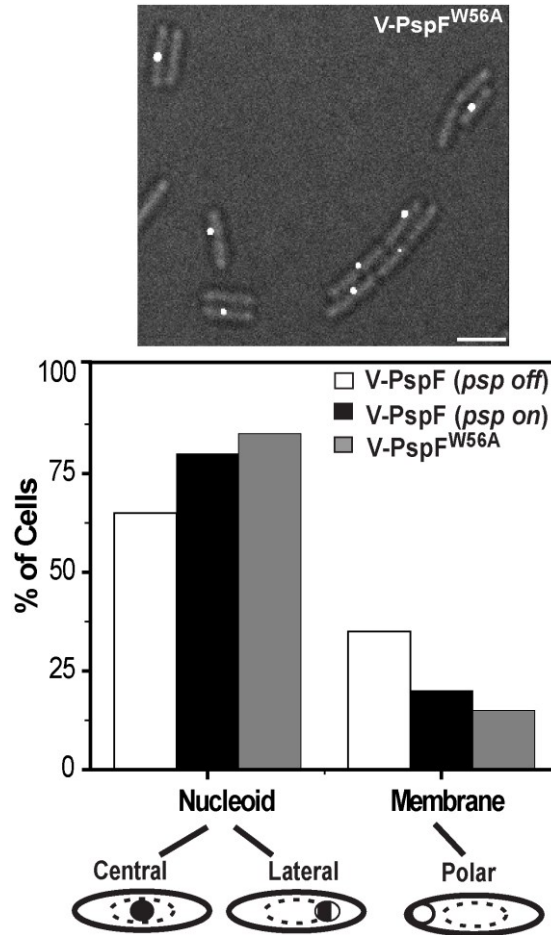 V-PspF^W56A
100
75
50
25
0
% of Cells
V-PspF (psp off)
V-PspF (psp on)
V-PspF^W56A
Nucleoid
Membrane
Central
Lateral
Polar